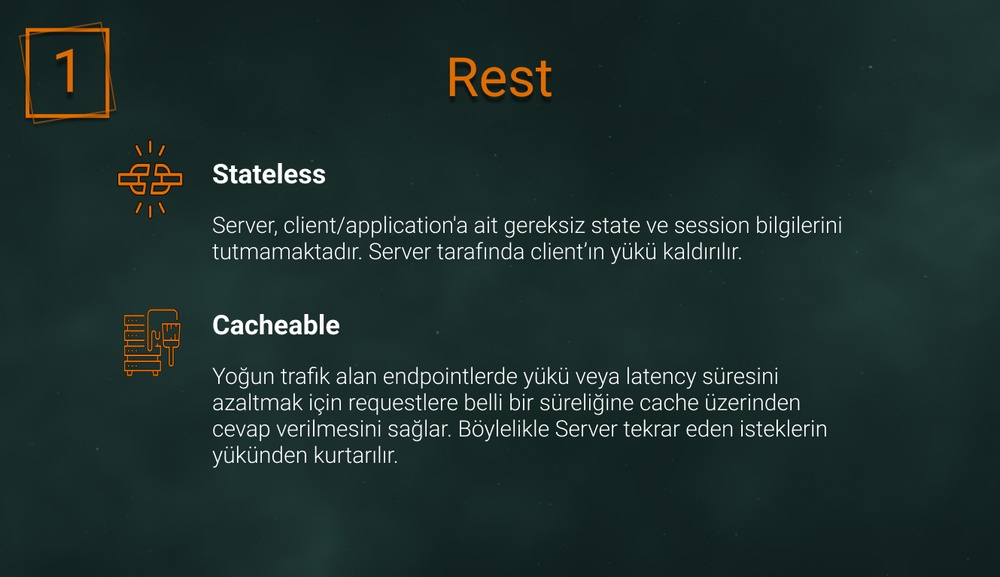 1
Rest
Stateless
Server, client/application'a ait gereksiz state ve session bilgilerini
tutmamaktadır. Server tarafında client’ın yükü kaldırılır.
Cacheable
Yoğun trafik alan endpointlerde yükü veya latency süresini
azaltmak için requestlere belli bir süreliğine cache üzerinden
cevap verilmesini sağlar. Böylelikle Server tekrar eden isteklerin
yükünden kurtarılır.